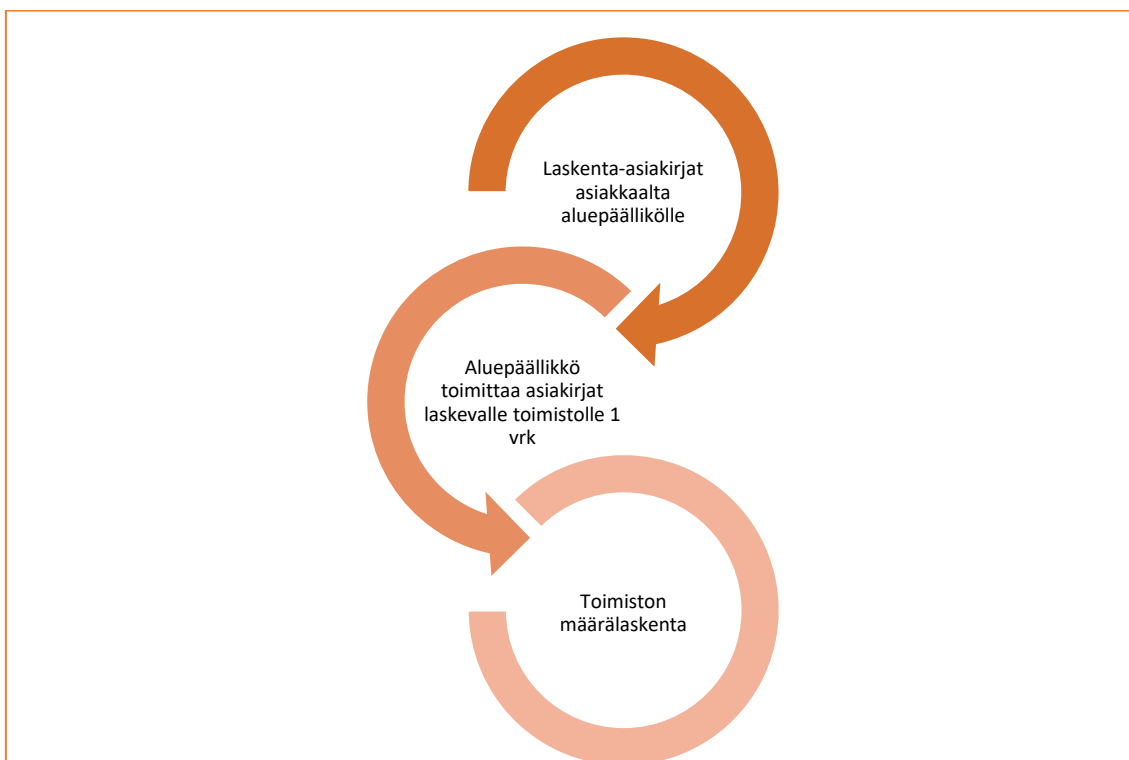 Laskenta-asiakirjat
asiakkaalta
aluepäällikölle
Aluepäällikkö
toimittaa asiakirjat
laskevalle toimistolle 1
vrk
Toimiston
määrälaskenta